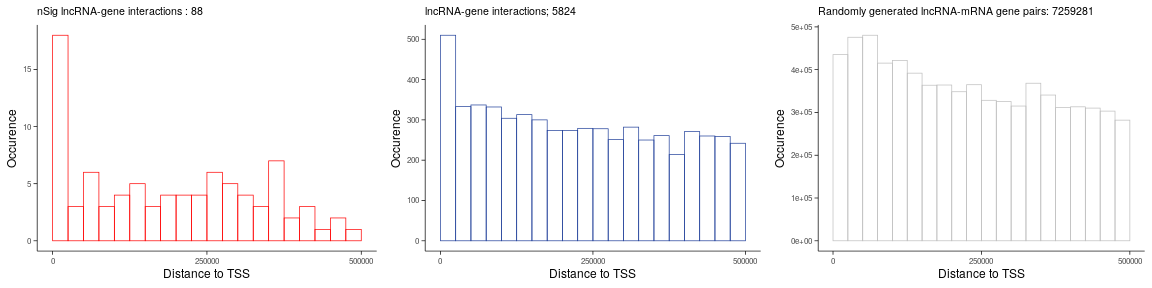 nSig lncRNA-gene interactions : 88
Occurence
15
10
5
0
0
250000
500000
Distance to TSS
lncRNA-gene interactions; 5824
Occurence
500
400
300
200
100
0
0
250000
500000
Distance to TSS
Randomly generated lncRNA-mRNA gene pairs: 7259281
Occurence
5e+05
4e+05
3e+05
2e+05
1e+05
0e+00
0
250000
500000
Distance to TSS